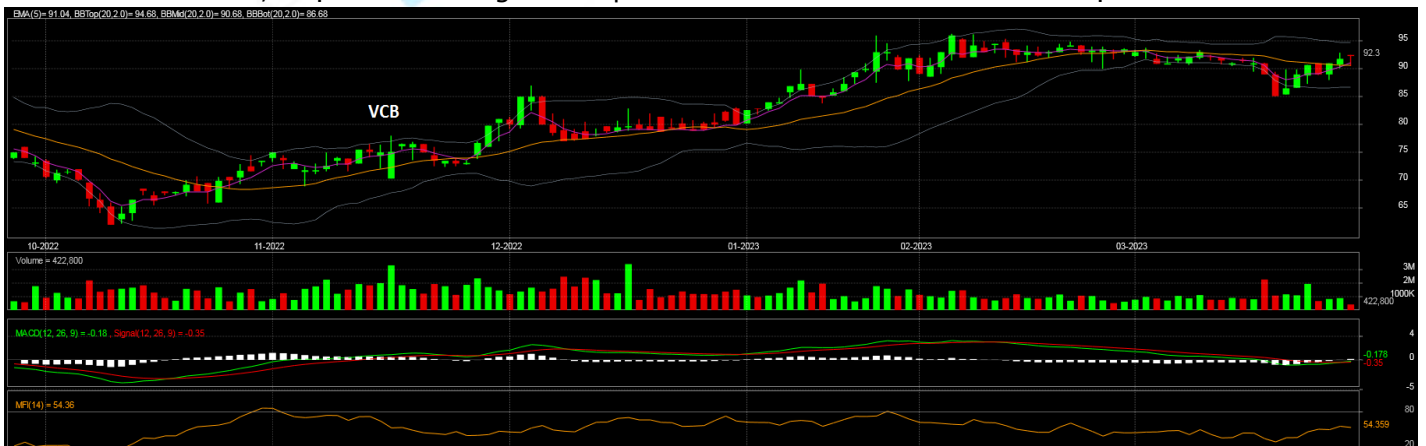 EMA(5)= 91.04, BBTop(20,2.0)= 94.68, BBMid(20,2.0)= 90.68, BBBot(20,2.0)= 86.68
VCB
95
92.3
90
85
80
75
70
65
10-2022 11-2022 12-2022 01-2023 02-2023 03-2023
Volume = 422,800
3M
2M
1000K
422,800
MACD(12, 26, 9) = -0.18 , Signal(12, 26, 9) = -0.35
4
-0.178
0
-0.35
-5
MFI(14) = 54.36
80
54.359
20